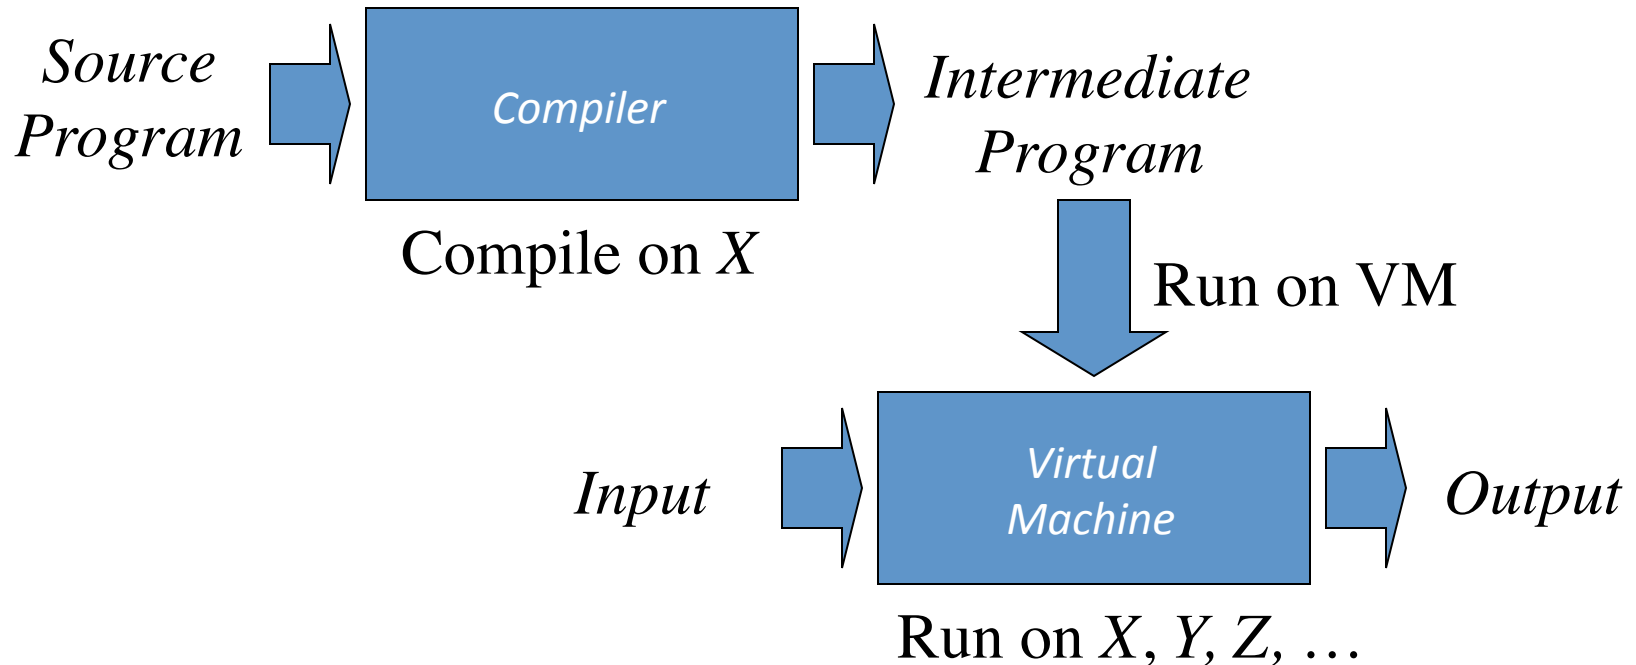 Source
Program
Compiler
Intermediate
Program
Compile on X
Run on VM
Input
Virtual
Machine
Output
Run on X, Y, Z, …